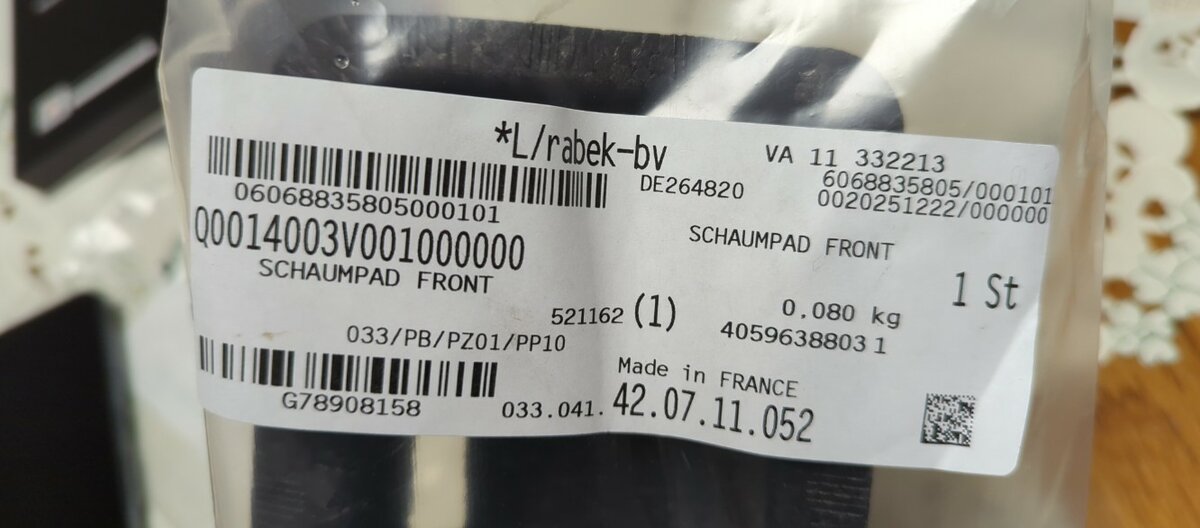 *L/rabek-bv
VA 11 332213
06068835805000101
DE264820
6068835805/000101
0020251222/000000
Q0014003V001000000
SCHAUMPAD FRONT
SCHAUMPAD FRONT
1 St
521162 (1)
0.080 kg
4059638803 1
033/PB/PZ01/PP10
Made in FRANCE
G78908158
033.041. 42.07.11.052